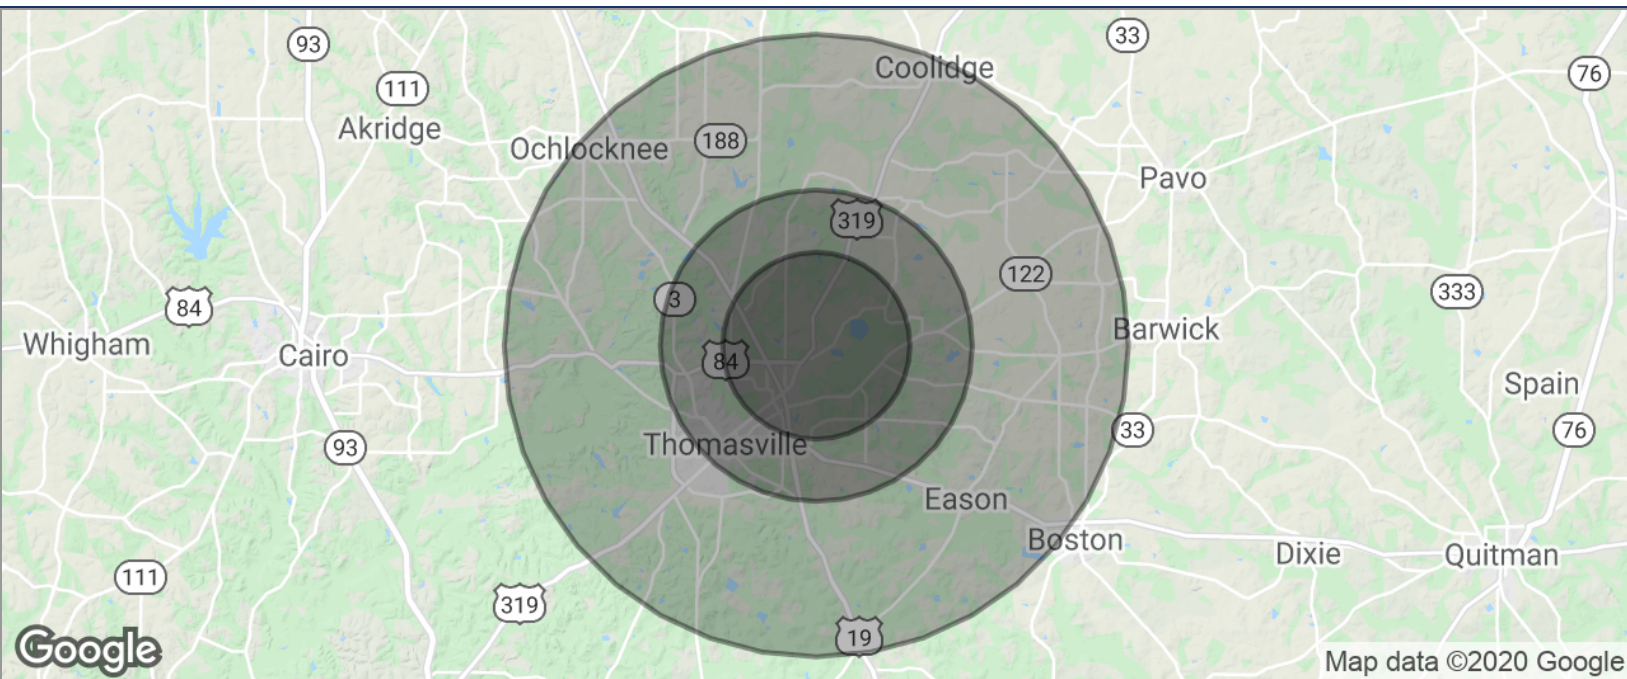 93
33
Coolidge
76
111
Akridge
188
Ochlocknee
Pavo
319
122
3
333
84
Barwick
Whigham
Cairo
84
Spain
33
76
93
Thomasville
Eason
Boston
Dixie
Quitman
111
319
19
Google
Map data ©2020 Google